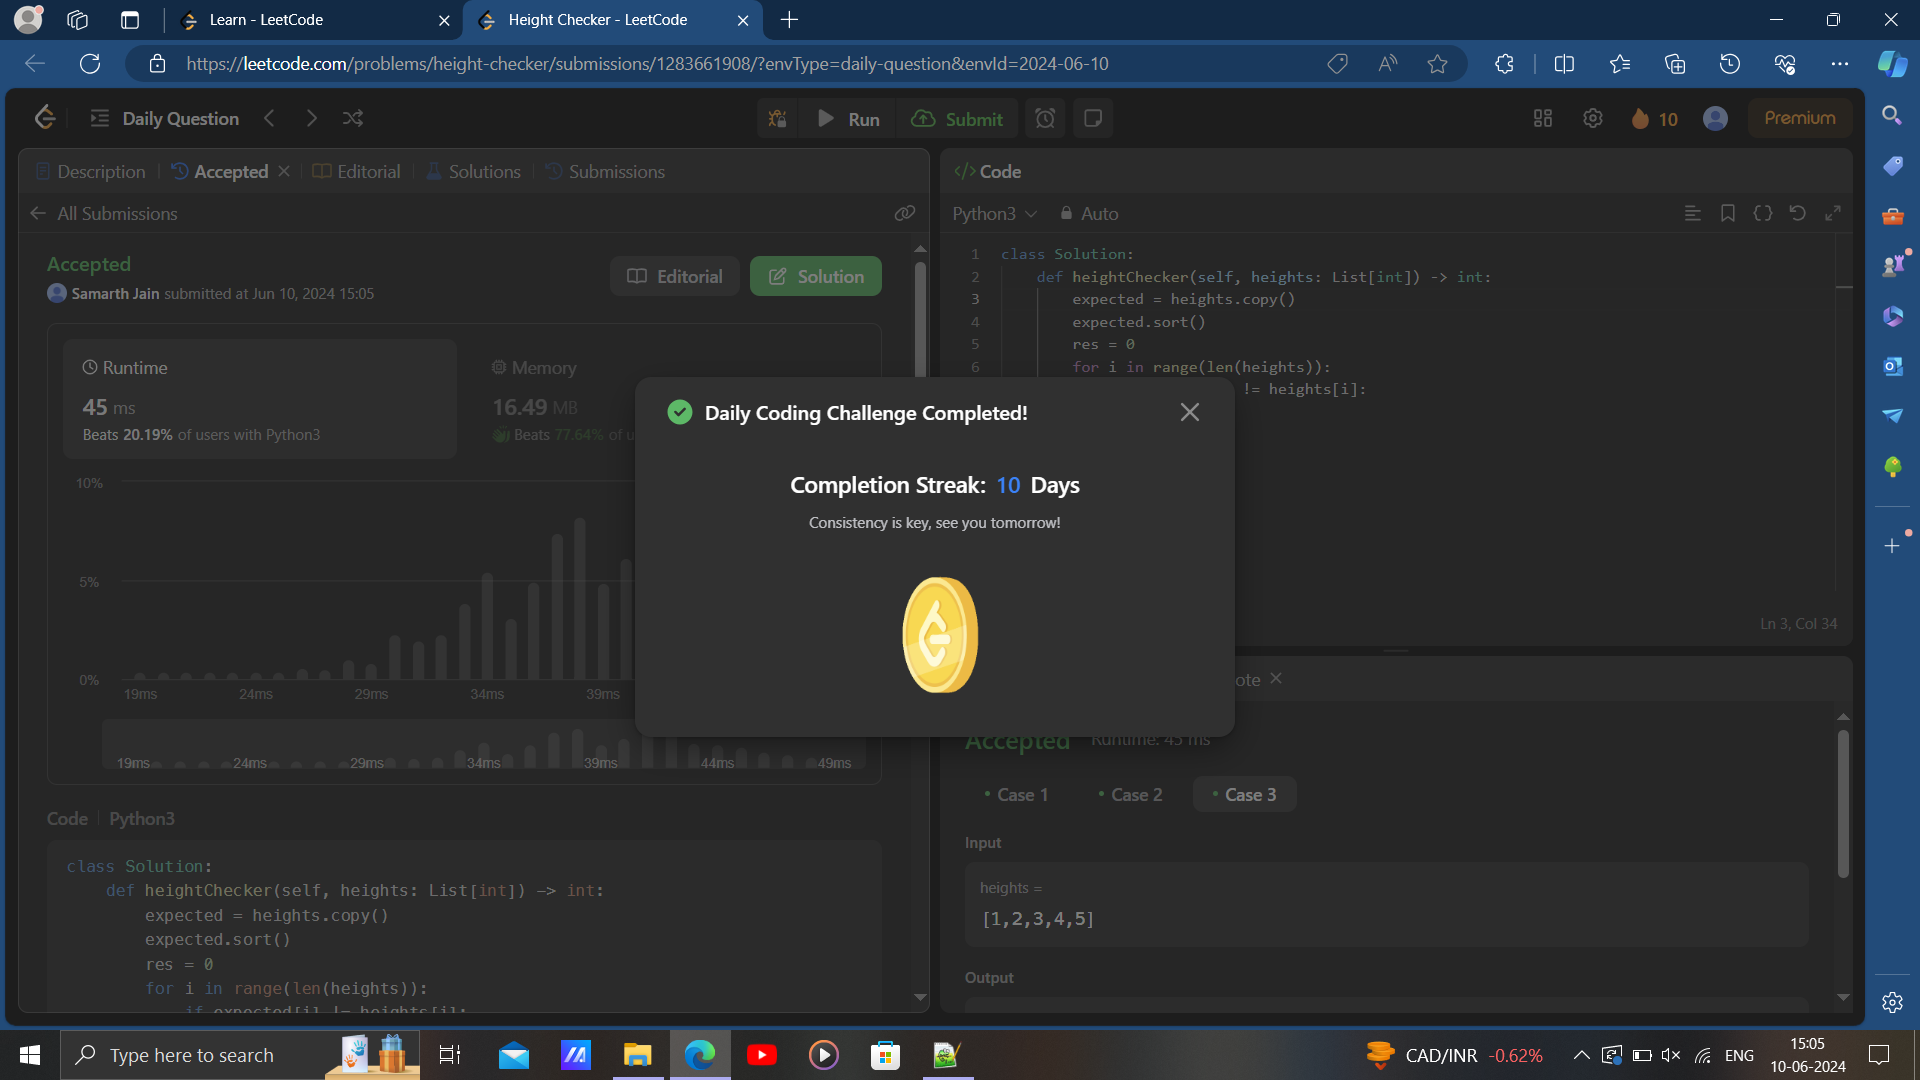 Learn - LeetCode
Height Checker - LeetCode
https://leetcode.com/problems/height-checker/submissions/1283661908/?envType=daily-question&envId=2024-06-10
Daily Question
Run
Submit
10
Premium
Description
Accepted
Editorial
Solutions
Submissions
All Submissions
Accepted
Samarth Jain submitted at Jun 10, 2024 15:05
Editorial
Solution
Runtime
45 ms
Beats 20.19% of users with Python3
Memory
16.49 MB
Beats 77.64% of u
10%
5%
0%
19ms
24ms
29ms
34ms
39ms
19ms
24ms
29ms
34ms
39ms
44ms
49ms
Code
Python3
class Solution:
def heightChecker(self, heights: List[int]) -> int:
expected = heights.copy()
expected.sort()
res = 0
for i in range(len(heights)):
if expected[i] != heights[i]:
</> Code
Python3
Auto
1 class Solution:
2 def heightChecker(self, heights: List[int]) -> int:
3 expected = heights.copy()
4 expected.sort()
5 res = 0
6 for i in range(len(heights)):
!= heights[i]:
Ln 3, Col 34
Daily Coding Challenge Completed!
Completion Streak: 10 Days
Consistency is key, see you tomorrow!
ote
Accepted
Runtime: 45 ms
Case 1
Case 2
Case 3
Input
heights =
[1,2,3,4,5]
Output
Type here to search
CAD/INR -0.62%
ENG
15:05
10-06-2024